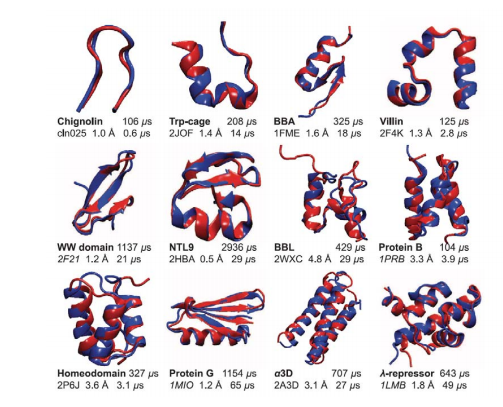 Chignolin 106 µs
cln025 1.0 Å 0.6 µs
Trp-cage 208 µs
2JOF 1.4 Å 14 µs
BBA 325 µs
1FME 1.6 Å 18 µs
Villin 125 µs
2F4K 1.3 Å 2.8 µs
WW domain 1137 µs
2F21 1.2 Å 21 µs
NTL9 2936 µs
2HBA 0.5 Å 29 µs
BBL 429 µs
2WXC 4.8 Å 29 µs
Protein B 104 µs
1PRB 3.3 Å 3.9 µs
Homeodomain 327 µs
2P6J 3.6 Å 3.1 µs
Protein G 1154 µs
1MIO 1.2 Å 65 µs
α3D 707 µs
2A3D 3.1 Å 27 µs
λ-repressor 643 µs
1LMB 1.8 Å 49 µs